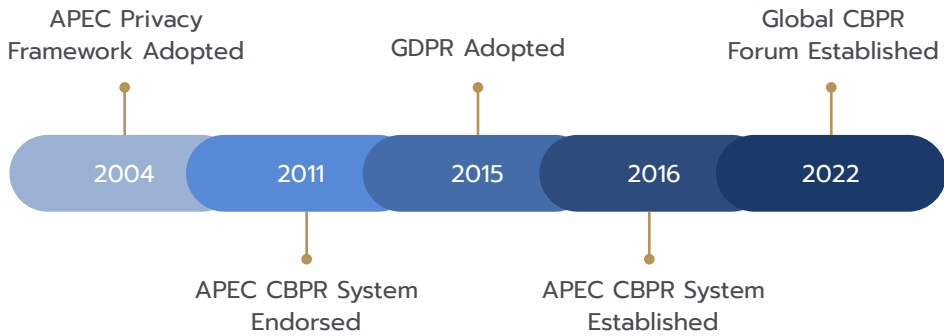 APEC Privacy
Framework Adopted
GDPR Adopted
Global CBPR
Forum Established
2004
2011
2015
2016
2022
APEC CBPR System
Endorsed
APEC CBPR System
Established